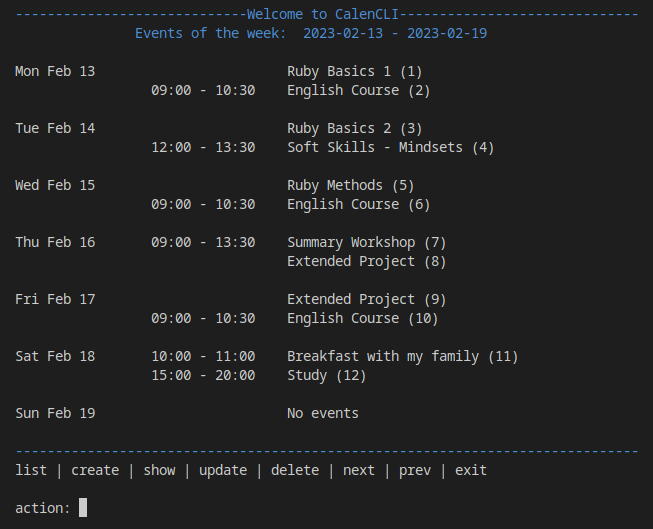 -----------------------------Welcome to CalenCLI------------------------------
Events of the week:  2023-02-13 - 2023-02-19
Mon Feb 13                        Ruby Basics 1 (1)
                 09:00 - 10:30    English Course (2)
Tue Feb 14                        Ruby Basics 2 (3)
                 12:00 - 13:30    Soft Skills - Mindsets (4)
Wed Feb 15                        Ruby Methods (5)
                 09:00 - 10:30    English Course (6)
Thu Feb 16       09:00 - 13:30    Summary Workshop (7)
                                  Extended Project (8)
Fri Feb 17                        Extended Project (9)
                 09:00 - 10:30    English Course (10)
Sat Feb 18       10:00 - 11:00    Breakfast with my family (11)
                 15:00 - 20:00    Study (12)
Sun Feb 19                        No events
------------------------------------------------------------------------------
list | create | show | update | delete | next | prev | exit
action: